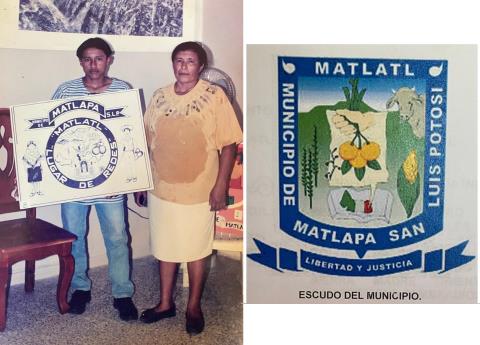 MATLAPA
S.L.P.
"MATLATL"
LUGAR DE REDES
MATLATL
MUNICIPIO DE
MATLAPA SAN
LUIS POTOSI
LIBERTAD Y JUSTICIA
ESCUDO DEL MUNICIPIO.